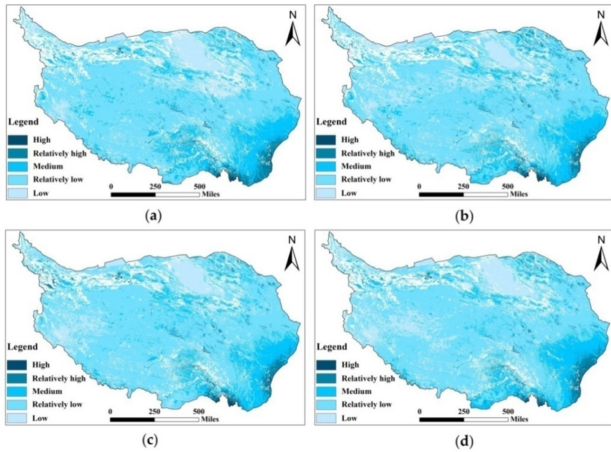 N
Legend
High
Relatively high
Medium
Relatively low
Low
0 250 500
Miles
(a)
N
Legend
High
Relatively high
Medium
Relatively low
Low
0 250 500
Miles
(b)
N
Legend
High
Relatively high
Medium
Relatively low
Low
0 250 500
Miles
(c)
N
Legend
High
Relatively high
Medium
Relatively low
Low
0 250 500
Miles
(d)